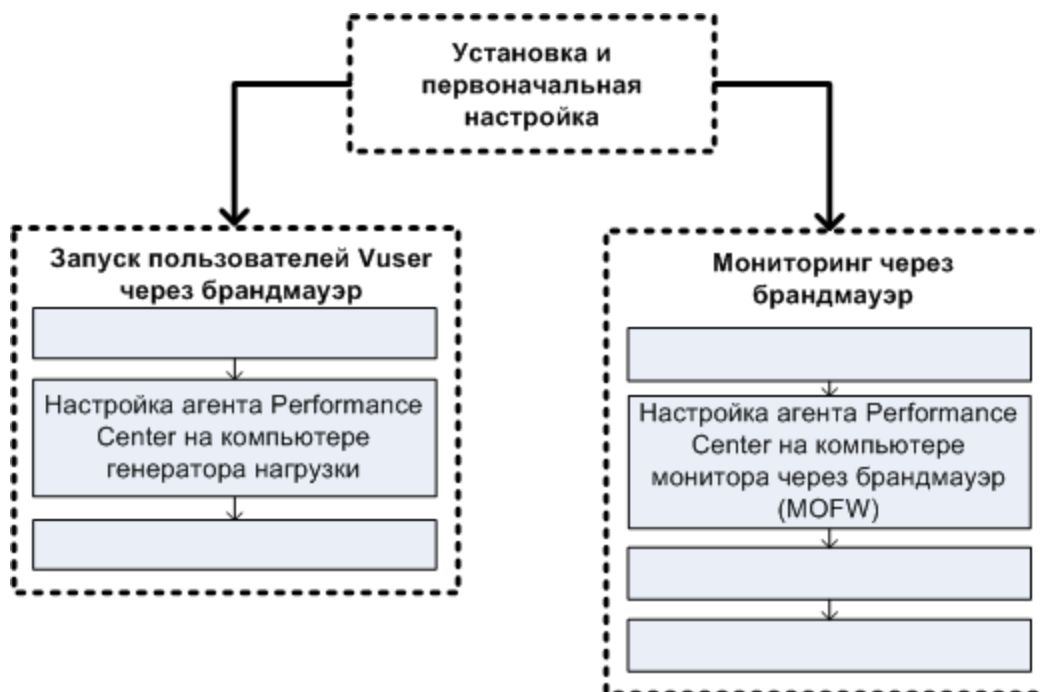 Установка и
первоначальная
настройка
Запуск пользователей Vuser
через брандмауэр
Настройка агента Performance
Center на компьютере
генератора нагрузки
Мониторинг через
брандмауэр
Настройка агента Performance
Center на компьютере
монитора через брандмауэр
(MOFW)